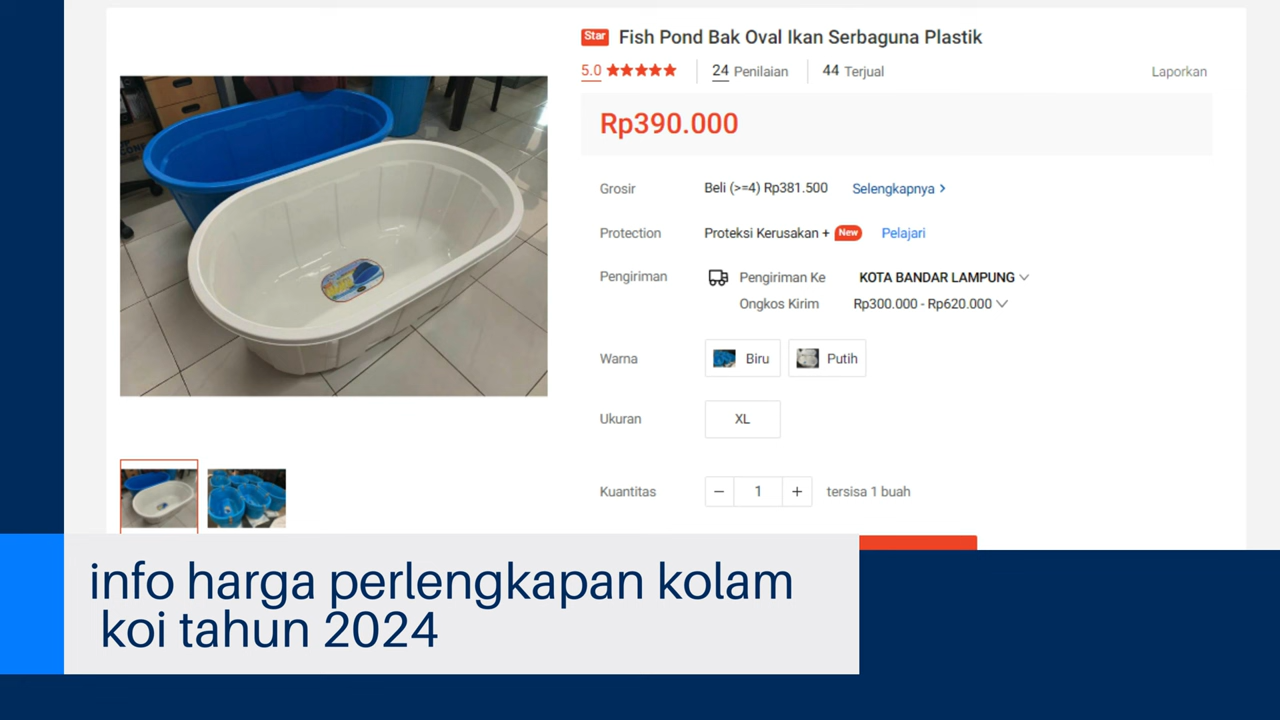 Star Fish Pond Bak Oval Ikan Serbaguna Plastik
5.0 24 Penilaian 44 Terjual Laporkan
Rp390.000
Grosir Beli (>=4) Rp381.500 Selengkapnya
Protection Proteksi Kerusakan + New Pelajari
Pengiriman Pengiriman Ke KOTA BANDAR LAMPUNG
Ongkos Kirim Rp300.000 - Rp620.000
Warna Biru Putih
Ukuran XL
Kuantitas − 1 + tersisa 1 buah
info harga perlengkapan kolam
koi tahun 2024